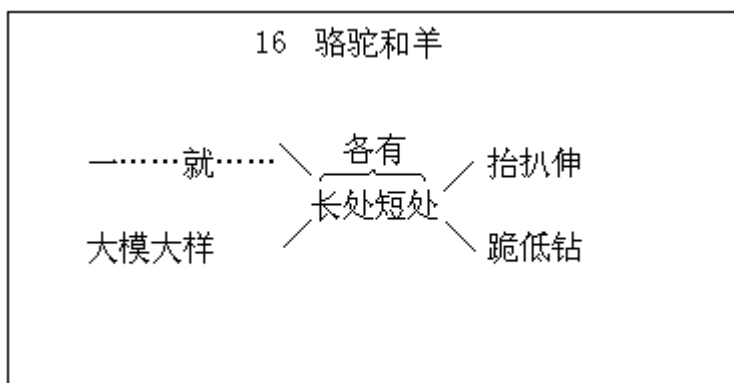 16 骆驼和羊
各有
一……就……
抬扒伸
长处短处
大模大样
跪低钻